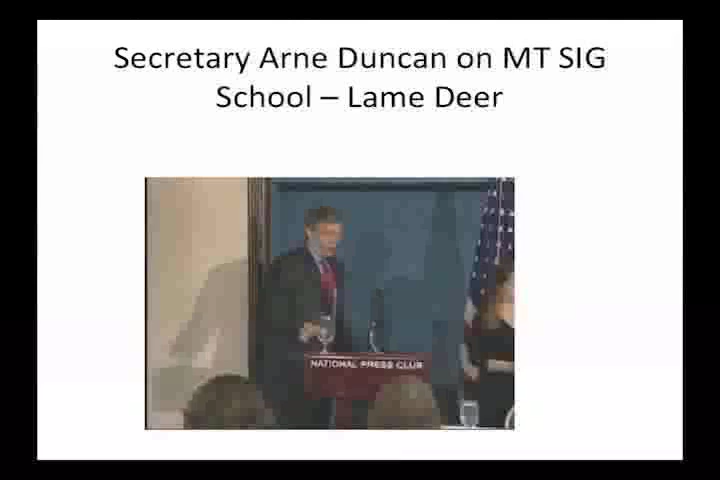 Secretary Arne Duncan on MT SIG
School – Lame Deer
NATIONAL PRESS CLUB